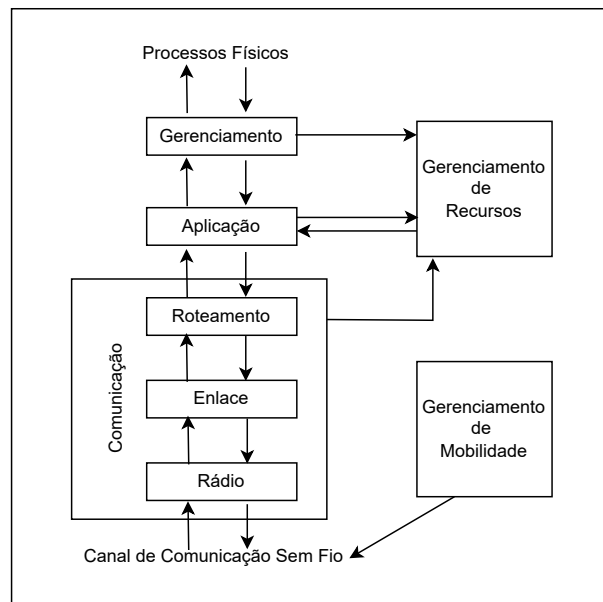 Processos Físicos
Gerenciamento
Gerenciamento
de
Recursos
Aplicação
Roteamento
Comunicação
Enlace
Gerenciamento
de
Mobilidade
Rádio
Canal de Comunicação Sem Fio